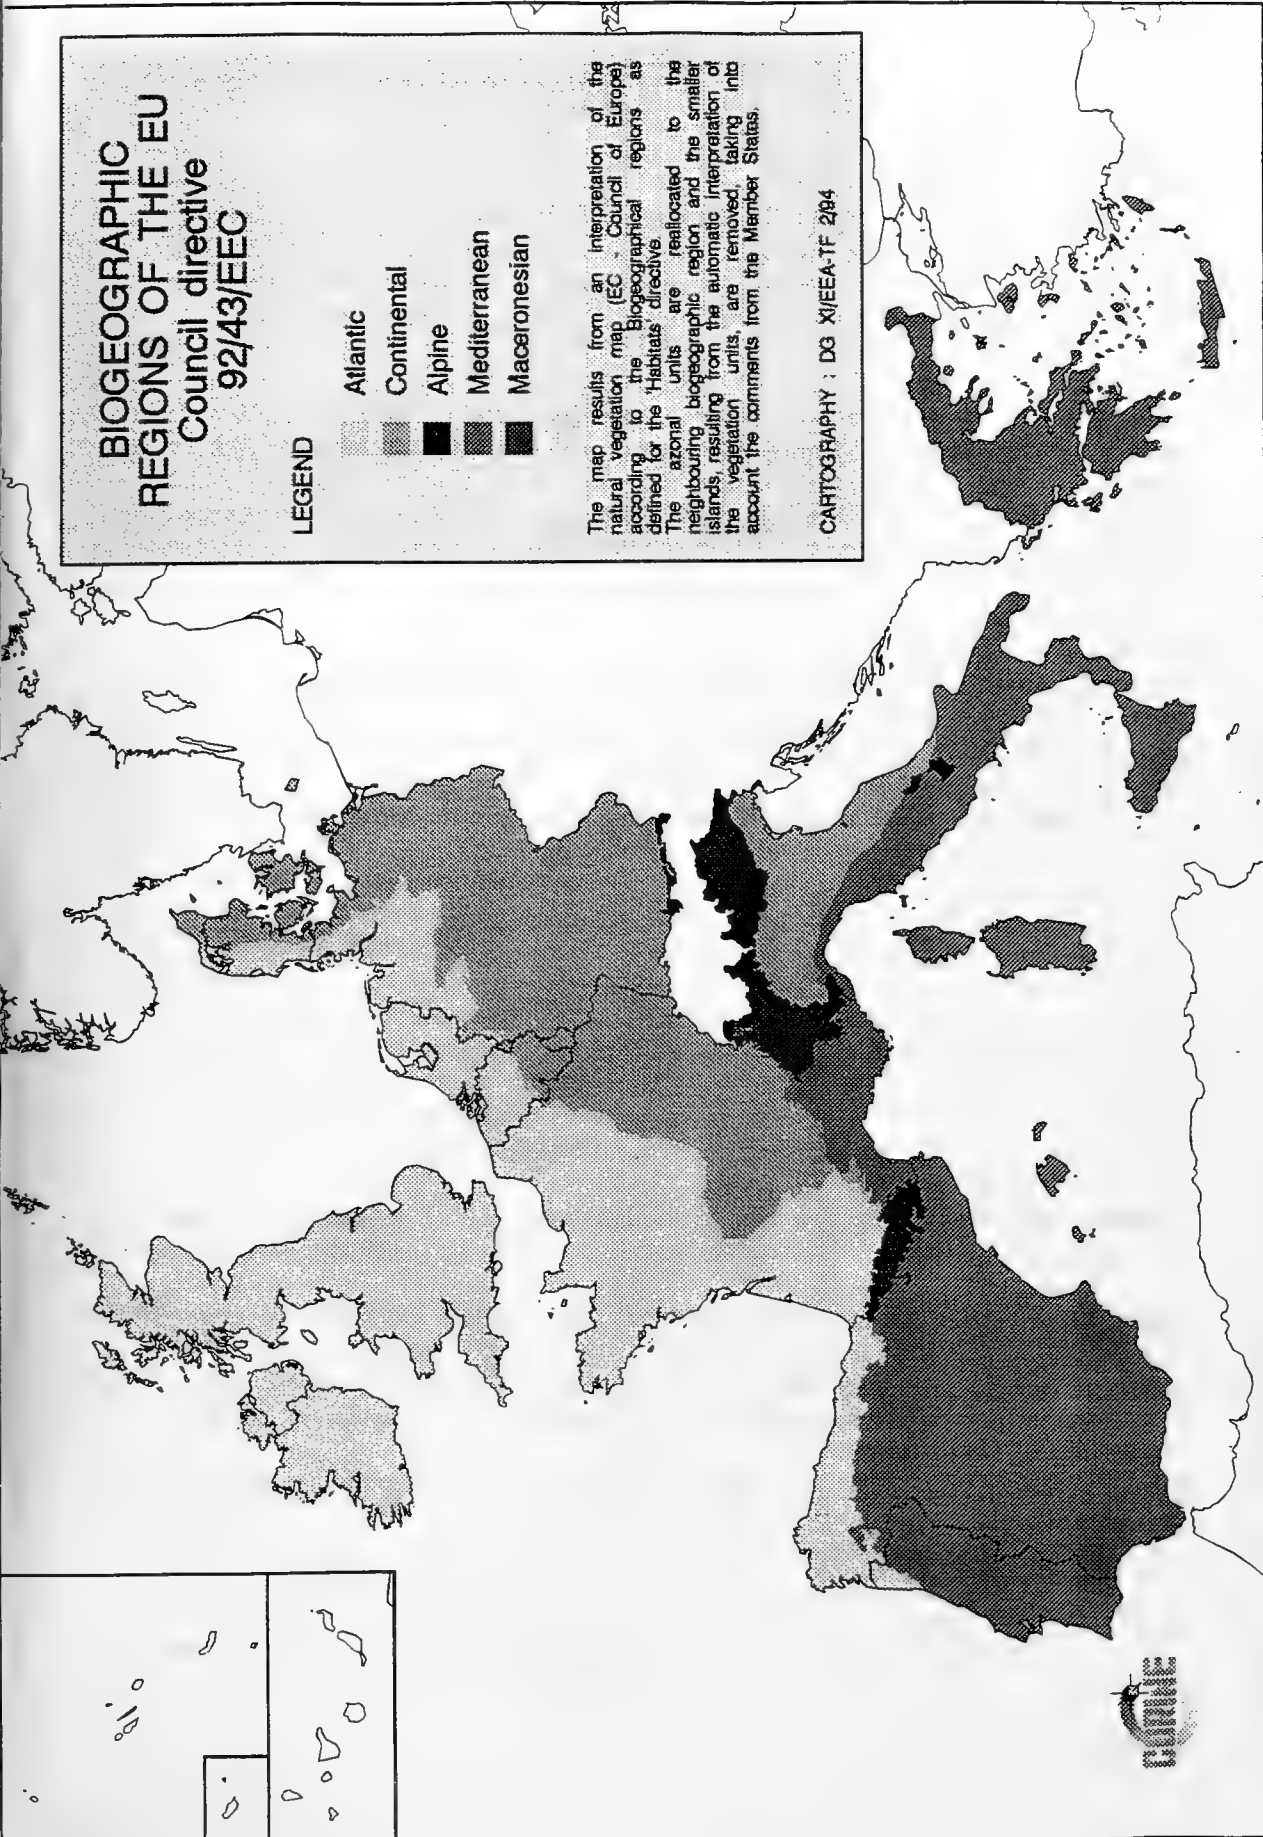 BIOGEOGRAPHIC
REGIONS OF THE EU
Council directive
92/43/EEC
LEGEND
Atlantic
Continental
Alpine
Mediterranean
Maceronesian
The map results from an interpretation of the
natural vegetation map (EC - Council of Europe)
according to the Biogeographical regions as
defined for the 'Habitats' directive.
The azonal units are reallocated to the
neighbouring biogeographic region and the smaller
islands, resulting from the automatic interpretation of
the vegetation units, are removed, taking into
account the comments from the Member States.
CARTOGRAPHY : DG XI/EEA-TF 2/94
CORINE